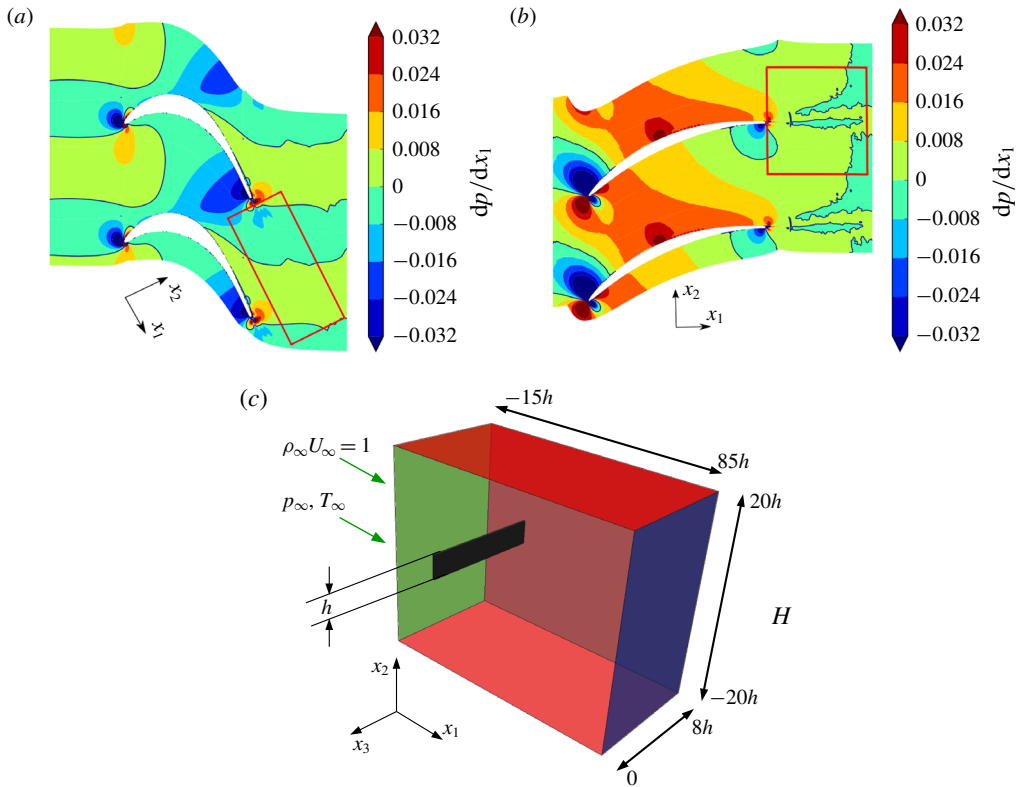 (a)
0.032
0.024
0.016
0.008
0
−0.008
−0.016
−0.024
−0.032
dp/dx₁
x₂
x₁
(b)
0.032
0.024
0.016
0.008
0
−0.008
−0.016
−0.024
−0.032
dp/dx₁
x₂
x₁
(c)
−15h
85h
ρ∞U∞ = 1
p∞, T∞
20h
h
H
−20h
8h
0
x₂
x₁
x₃